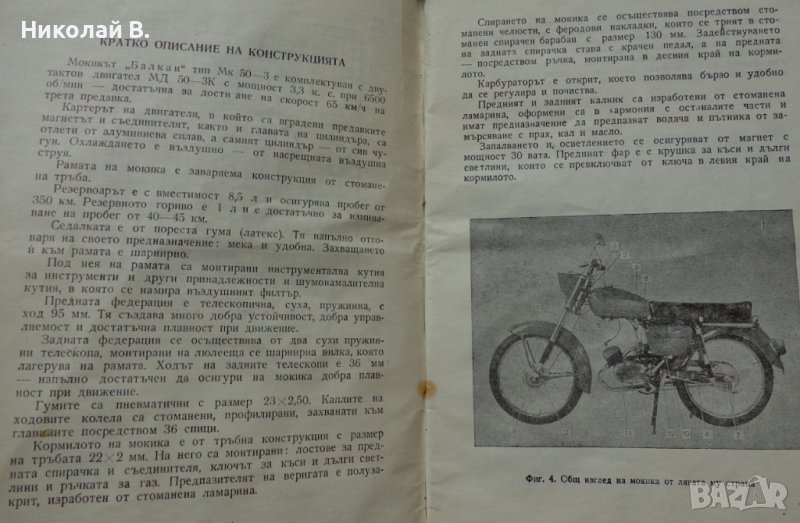 Николай В.
КРАТКО ОПИСАНИЕ НА КОНСТРУКЦИЯТА
Мокикът „Балкан“ тип Мк 50—3 е комплектуван с дву-
тактов двигател МД 50—3К с мощност 3,3 к. с. при 6500
об/мин — достатъчна за достигане на скорост 65 км/ч на
трета предавка.
Картерът на двигателя, в който са вградени предавките
магнетът и съединителят, както и главата на цилиндъра, са
отлети от алуминиева сплав, а самият цилиндър — от сив чу-
гун. Охлаждането е въздушно — от насрещната въздушна
струя.
Рамата на мокика е заваряема конструкция от стомане-
на тръба.
Резервоарът е с вместимост 8,5 л и осигурява пробег от
350 км. Резервното гориво е 1 л и е достатъчно за измина-
ване на пробег от 40—45 км.
Седалката е от пореста гума (латекс). Тя напълно отго-
варя на своето предназначение: мека и удобна. Захващането
ѝ към рамата е шарнирно.
Под нея на рамата са монтирани инструментална кутия
за инструменти и други принадлежности и шумонамалителна
кутия, в която се намира въздушният филтър.
Предната федерация е телескопична, суха, пружинна, с
ход 95 мм. Тя създава много добра устойчивост, добра управ-
ляемост и достатъчна плавност при движение.
Задната федерация се осъществява от два сухи пружин-
ни телескопа, монтирани на люлееща се шарнирна вилка, която
лагерува на рамата. Ходът на задните телескопи е 36 мм
— напълно достатъчен да осигури на мокика добра плав-
ност при движение.
Гумите са пневматични с размер 23×2,50. Каплите на
ходовите колела са стоманени, профилирани, захванати към
главините посредством 36 спици.
Кормилото на мокика е от тръбна конструкция с размер
на тръбата 22×2 мм. На него са монтирани: лостове за пред-
ната спирачка и съединителя, ключът за къси и дълги свет-
лини и ръчката за газ. Предпазителят на веригата е полуза-
крит, изработен от стоманена ламарина.
Спирането на мокика се осъществява посредством сто-
манени челюсти, с феродови накладки, които се трият в сто-
манен спирачен барабан с размер 130 мм. Задействуването
на задната спирачка става с крачен педал, а на предната
— посредством ръчка, монтирана в десния край на корми-
лото.
Карбураторът е открит, което позволява бързо и удобно
да се регулира и почиства.
Предният и задният калник са изработени от стоманена
ламарина, оформени са в хармония с останалите части и
имат предназначение да предпазват водача и пътника от за-
мърсяване с прах, кал и масло.
Запалването и осветлението се осигуряват от магнет с
мощност 30 вата. Предният фар е с крушка за къси и дълги
светлини, които се превключват от ключа в левия край на
кормилото.
Фиг. 4. Общ изглед на мокика от лявата му страна
bazar.bg